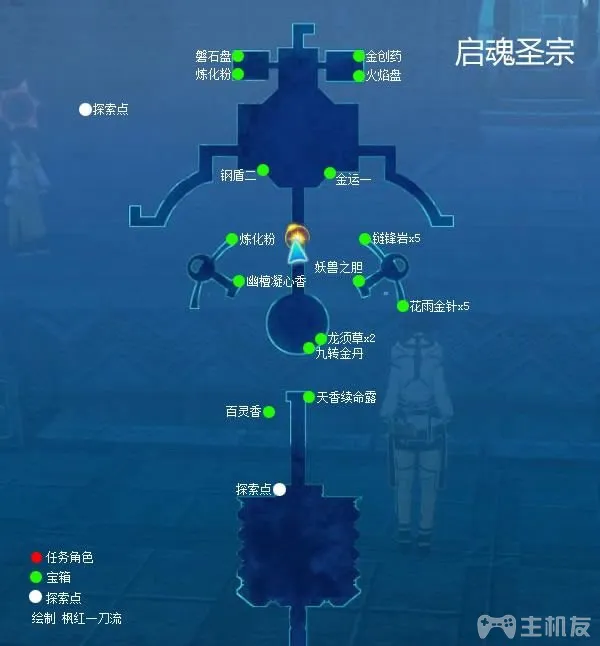 启魂圣宗
磐石盘
金创药
炼化粉
火焰盘
探索点
钢盾二
金运一
炼化粉
链锋岩x5
妖兽之胆
幽檀凝心香
花雨金针x5
龙须草x2
九转金丹
天香续命露
百灵香
探索点
任务角色
宝箱
探索点
绘制 枫红一刀流
主机友